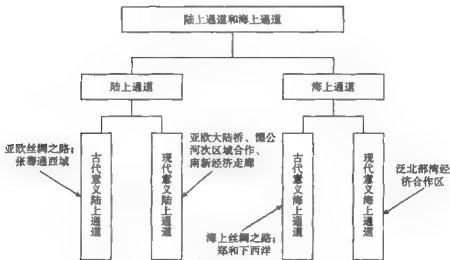 陆上通道和海上通道
陆上通道
海上通道
亚欧丝绸之路；
张骞通西域
古代意义陆上通道
现代意义陆上通道
亚欧大陆桥、湄公
河次区域合作、
南新经济走廊
古代意义海上通道
海上丝绸之路；
郑和下西洋
现代意义海上通道
泛北部湾经
济合作区